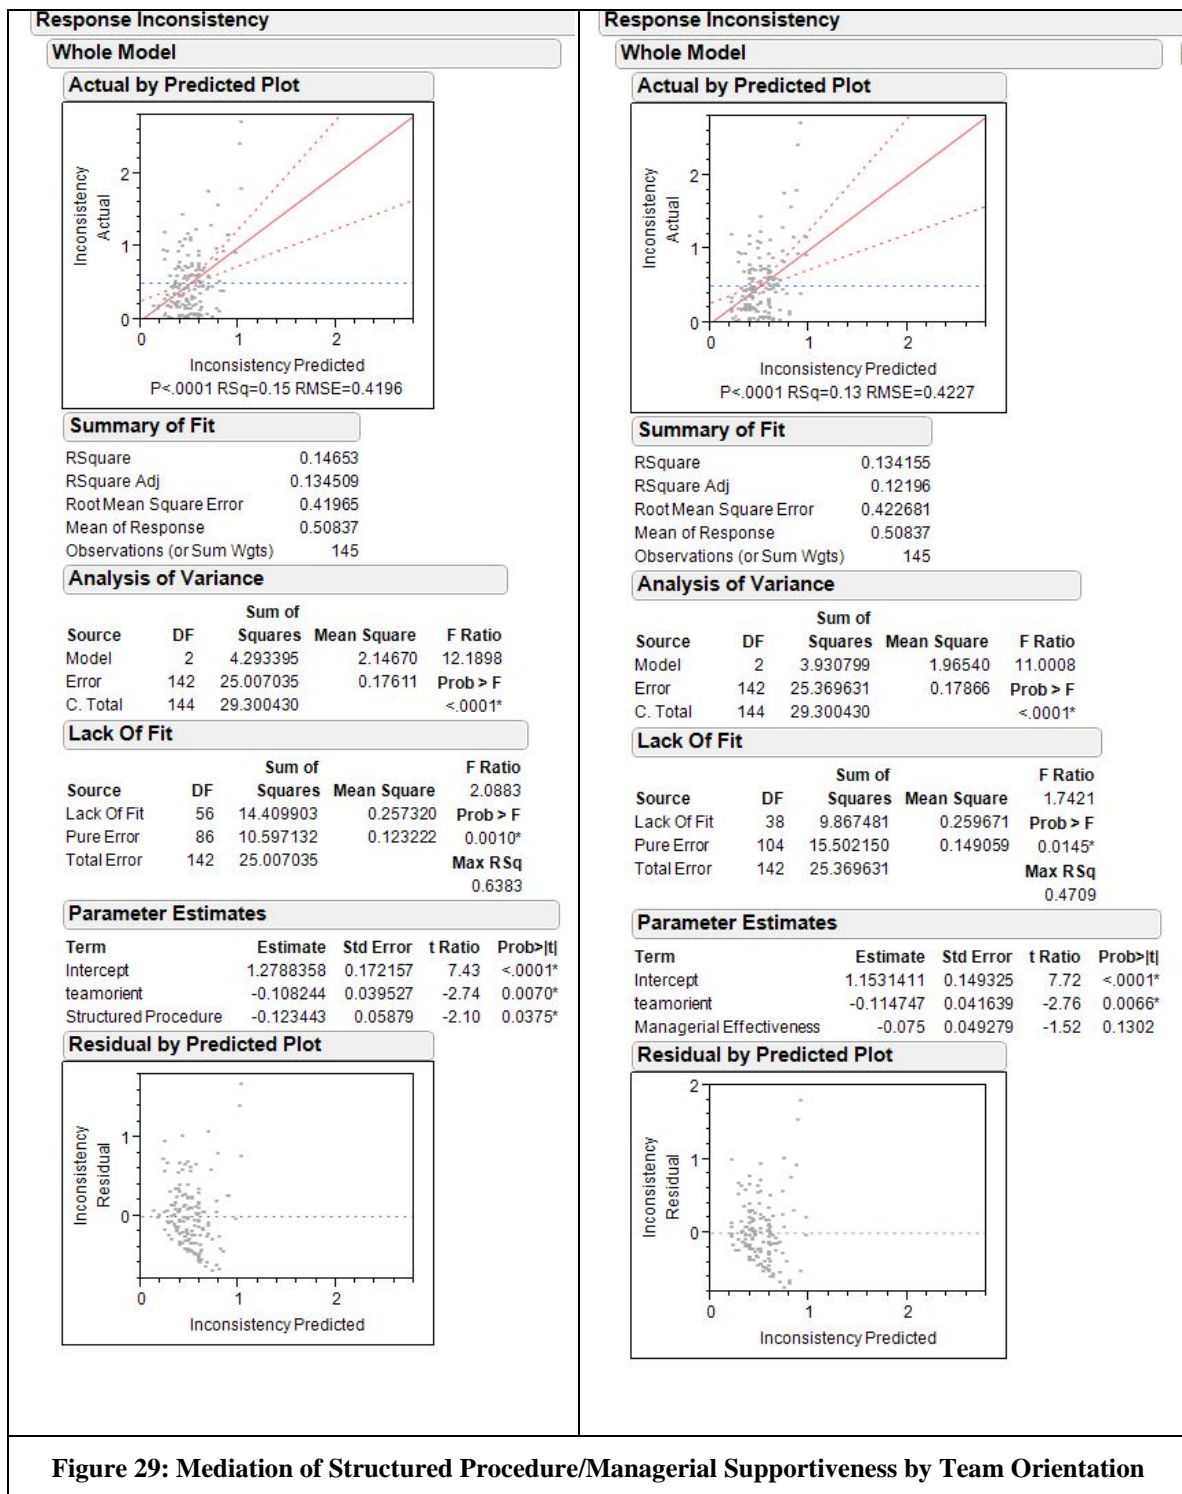 Response Inconsistency
Whole Model
Actual by Predicted Plot
Inconsistency
Actual
2
1
0
0 1 2
Inconsistency Predicted
P<.0001 RSq=0.15 RMSE=0.4196
Summary of Fit
RSquare 0.14653
RSquare Adj 0.134509
Root Mean Square Error 0.41965
Mean of Response 0.50837
Observations (or Sum Wgts) 145
Analysis of Variance
Sum of
Source DF Squares Mean Square F Ratio
Model 2 4.293395 2.14670 12.1898
Error 142 25.007035 0.17611 Prob > F
C. Total 144 29.300430 <.0001*
Lack Of Fit
Sum of F Ratio
Source DF Squares Mean Square 2.0883
Lack Of Fit 56 14.409903 0.257320 Prob > F
Pure Error 86 10.597132 0.123222 0.0010*
Total Error 142 25.007035 Max RSq
0.6383
Parameter Estimates
Term Estimate Std Error t Ratio Prob>|t|
Intercept 1.2788358 0.172157 7.43 <.0001*
teamorient -0.108244 0.039527 -2.74 0.0070*
Structured Procedure -0.123443 0.05879 -2.10 0.0375*
Residual by Predicted Plot
Inconsistency
Residual
1
0
0 1 2
Inconsistency Predicted
Response Inconsistency
Whole Model
Actual by Predicted Plot
Inconsistency
Actual
2
1
0
0 1 2
Inconsistency Predicted
P<.0001 RSq=0.13 RMSE=0.4227
Summary of Fit
RSquare 0.134155
RSquare Adj 0.12196
Root Mean Square Error 0.422681
Mean of Response 0.50837
Observations (or Sum Wgts) 145
Analysis of Variance
Sum of
Source DF Squares Mean Square F Ratio
Model 2 3.930799 1.96540 11.0008
Error 142 25.369631 0.17866 Prob > F
C. Total 144 29.300430 <.0001*
Lack Of Fit
Sum of F Ratio
Source DF Squares Mean Square 1.7421
Lack Of Fit 38 9.867481 0.259671 Prob > F
Pure Error 104 15.502150 0.149059 0.0145*
Total Error 142 25.369631 Max RSq
0.4709
Parameter Estimates
Term Estimate Std Error t Ratio Prob>|t|
Intercept 1.1531411 0.149325 7.72 <.0001*
teamorient -0.114747 0.041639 -2.76 0.0066*
Managerial Effectiveness -0.075 0.049279 -1.52 0.1302
Residual by Predicted Plot
Inconsistency
Residual
2
1
0
0 1 2
Inconsistency Predicted
Figure 29: Mediation of Structured Procedure/Managerial Supportiveness by Team Orientation